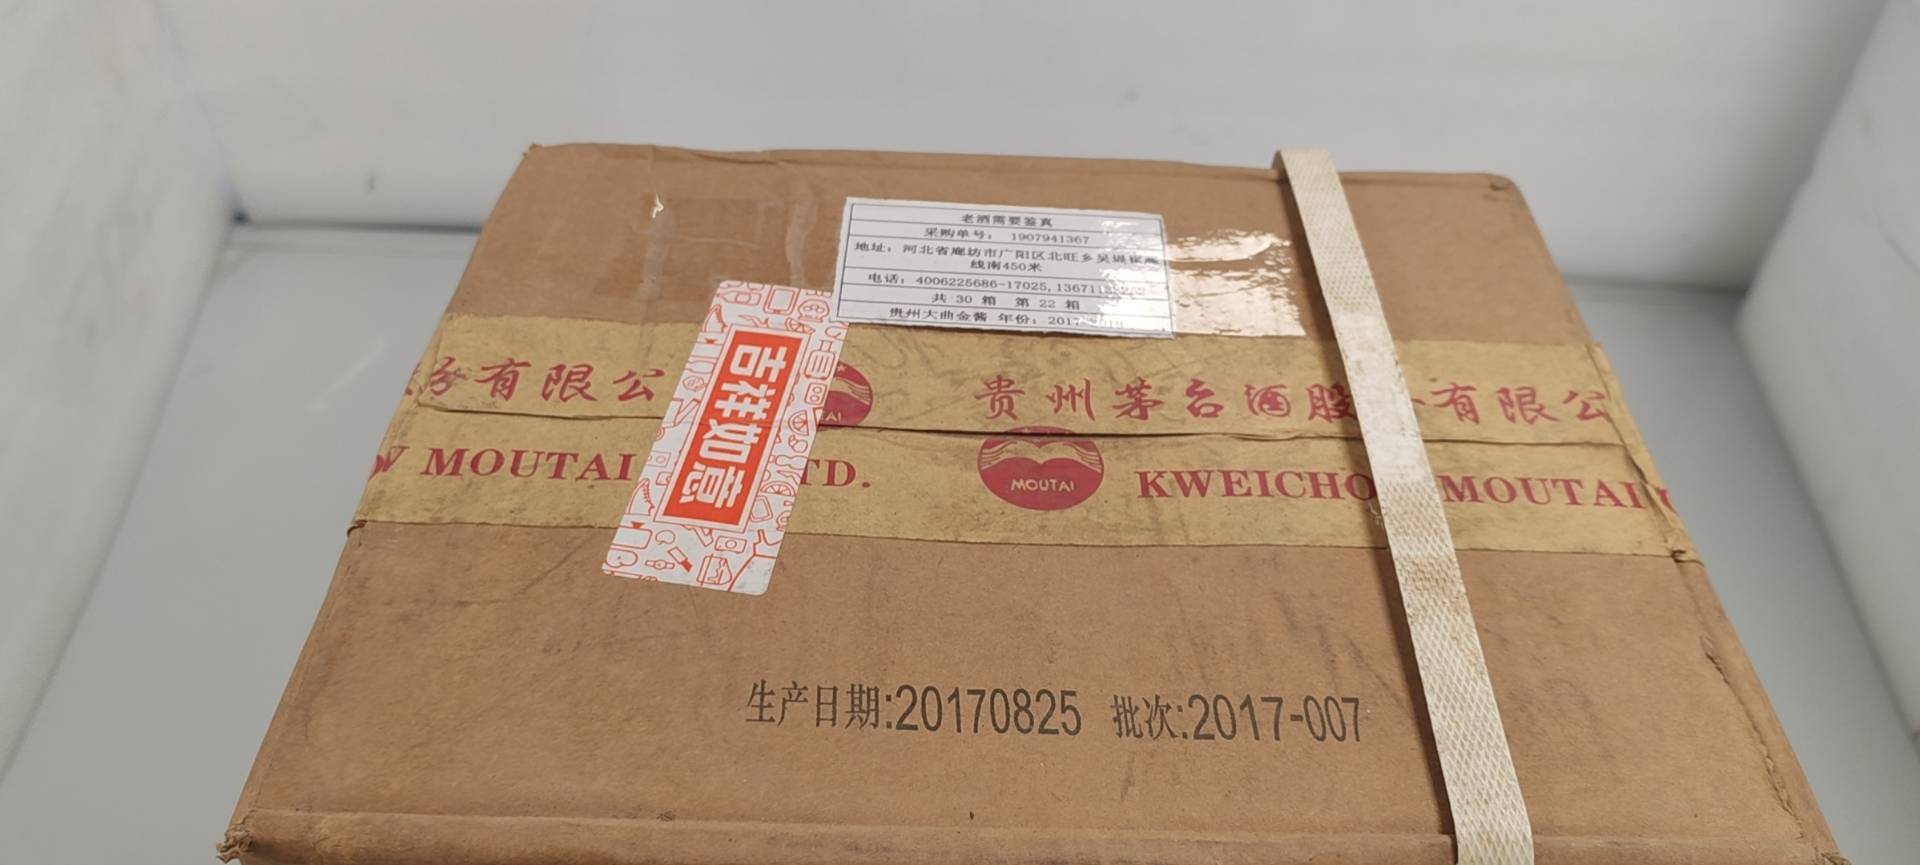 老酒需要鉴真
采购单号： 1907941367
地址： 河北省廊坊市广阳区北旺乡
线南450米
电话：4006225686-17025, 13671
共 30 箱 第 22 箱
贵州大曲金酱 年份：2017
份有限公
AI
贵州茅台酒股 有限公
吉祥如意
W MOUTAI TD.
MOUTAI
KWEICHO MOUTAI
生产日期:20170825 批次:2017-007